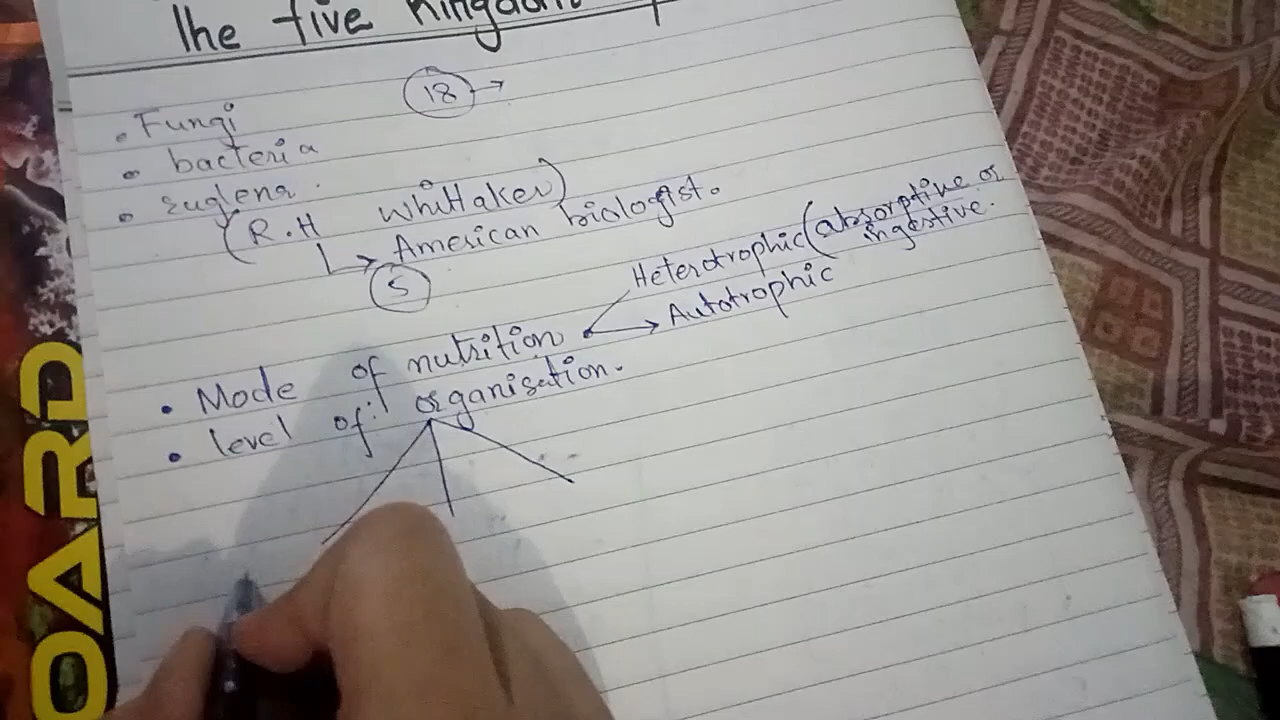 The five Kingdom
18 →
• Fungi
• bacteria
• euglena.
(R.H Whittaker)
↳ American biologist.
5
Heterotrophic (absorptive or
ingestive.
• Mode of nutrition → Autotrophic
• level of organisation.
OARD